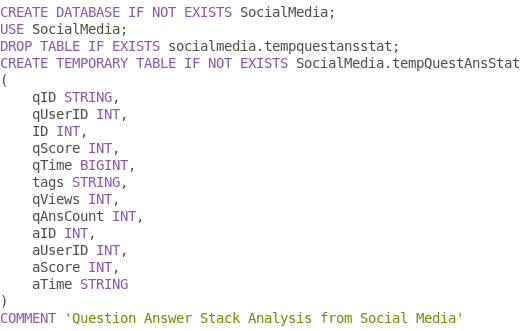 CREATE DATABASE IF NOT EXISTS SocialMedia;
USE SocialMedia;
DROP TABLE IF EXISTS socialmedia.tempquestansstat;
CREATE TEMPORARY TABLE IF NOT EXISTS SocialMedia.tempQuestAnsStat
(
    qID STRING,
    qUserID INT,
    ID INT,
    qScore INT,
    qTime BIGINT,
    tags STRING,
    qViews INT,
    qAnsCount INT,
    aID INT,
    aUserID INT,
    aScore INT,
    aTime STRING
)
COMMENT 'Question Answer Stack Analysis from Social Media'